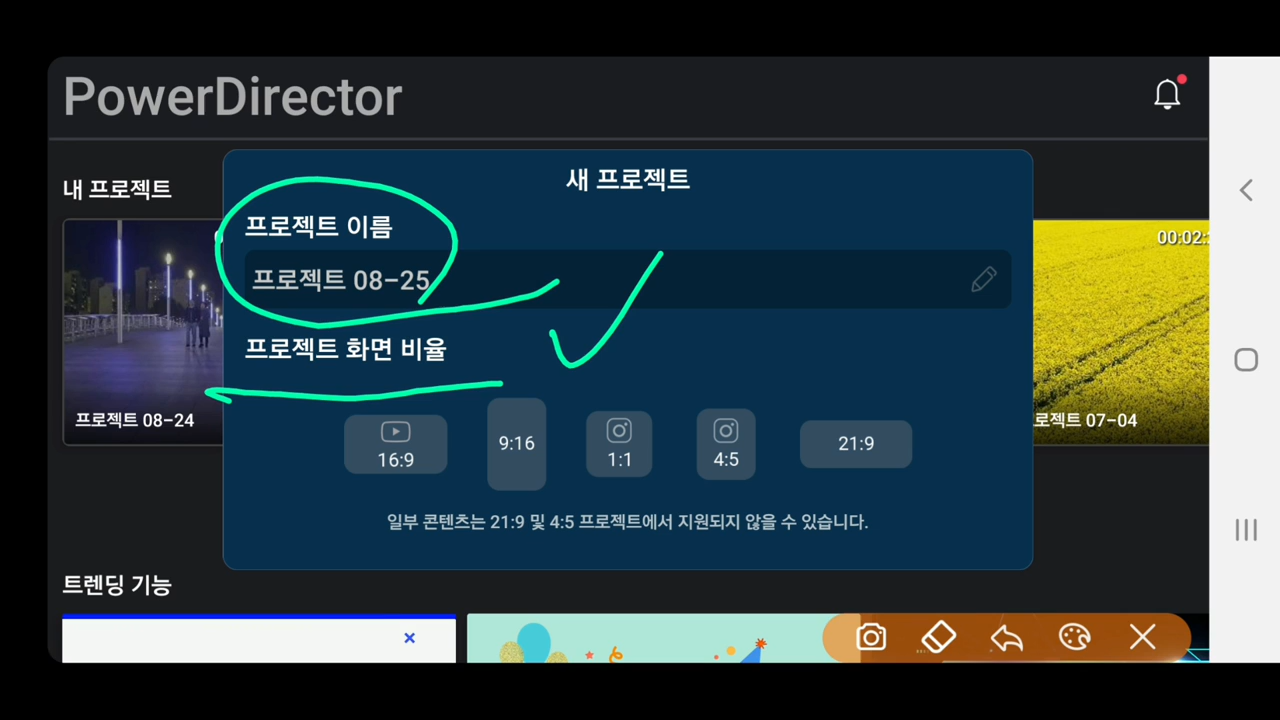 PowerDirector
내 프로젝트
새 프로젝트
프로젝트 이름
프로젝트 08-25
00:02:
프로젝트 화면 비율
프로젝트 08-24
16:9
9:16
1:1
4:5
21:9
로젝트 07-04
일부 콘텐츠는 21:9 및 4:5 프로젝트에서 지원되지 않을 수 있습니다.
트렌딩 기능